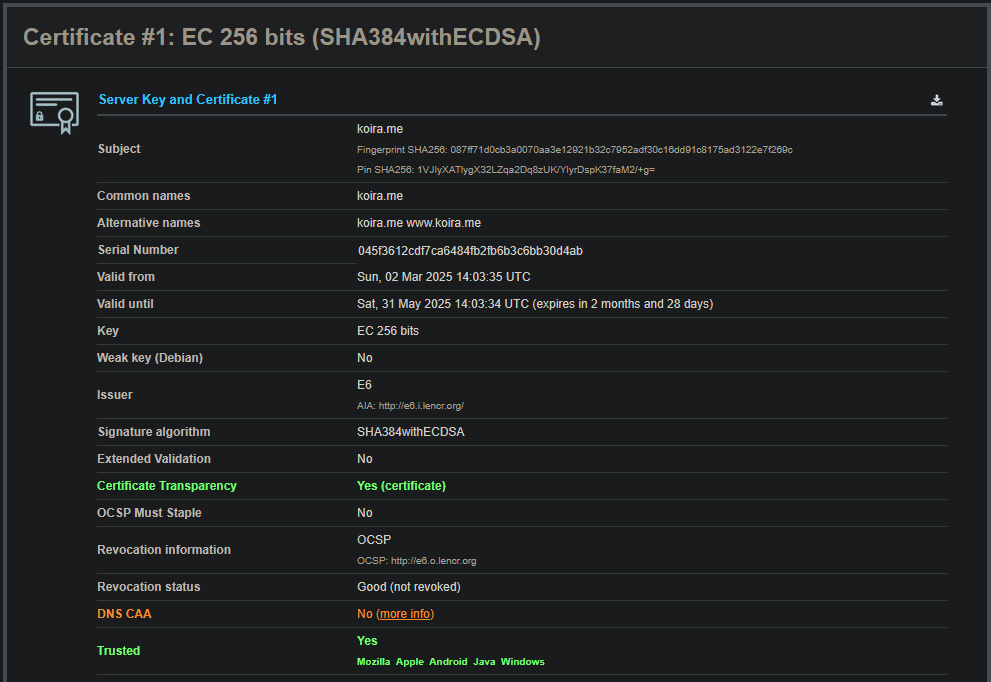 Certificate #1: EC 256 bits (SHA384withECDSA)
Server Key and Certificate #1
Subject
koira.me
Fingerprint SHA256: 087ff71d0cb3a0070aa3e12921b32c7952adf30c16dd91c8175ad3122e7f269c
Pin SHA256: 1VJlyXATlygX32LZqa2Dq8zUK/YlyrDspK37faM2/+g=
Common names koira.me
Alternative names koira.me www.koira.me
Serial Number 045f3612cdf7ca6484fb2fb6b3c6bb30d4ab
Valid from Sun, 02 Mar 2025 14:03:35 UTC
Valid until Sat, 31 May 2025 14:03:34 UTC (expires in 2 months and 28 days)
Key EC 256 bits
Weak key (Debian) No
Issuer
E6
AIA: http://e6.i.lencr.org/
Signature algorithm SHA384withECDSA
Extended Validation No
Certificate Transparency Yes (certificate)
OCSP Must Staple No
Revocation information
OCSP
OCSP: http://e6.o.lencr.org
Revocation status Good (not revoked)
DNS CAA No (more info)
Trusted
Yes
Mozilla Apple Android Java Windows